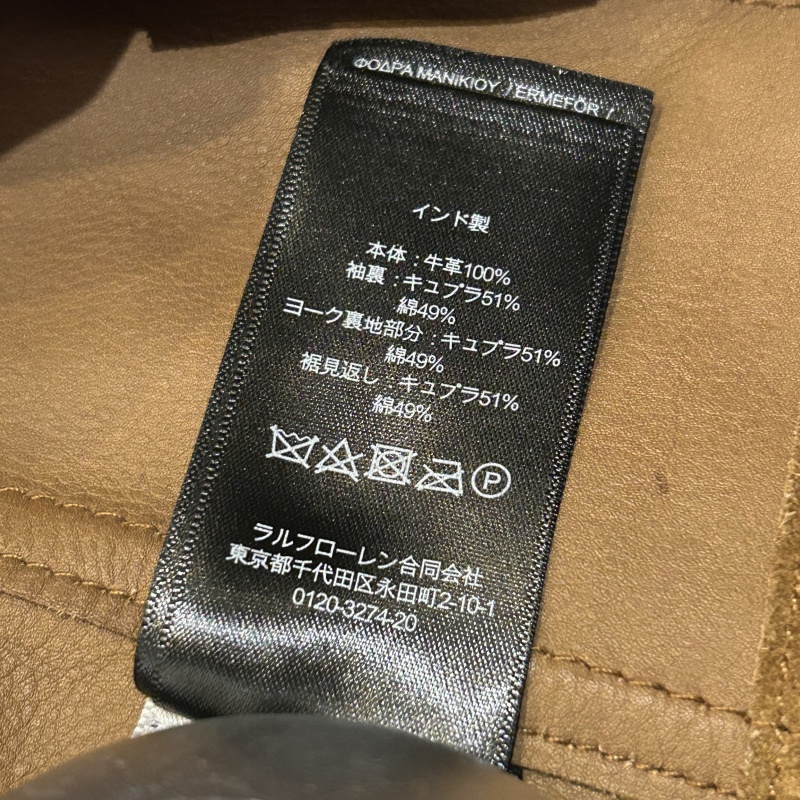 ΦΟΔΡΑ ΜΑΝΙΚΙΟΥ / ERMEFÔR /
インド製
本体 : 牛革100%
袖裏 : キュプラ51%
綿49%
ヨーク裏地部分 : キュプラ51%
綿49%
裾見返し : キュプラ51%
綿49%
P
ラルフローレン合同会社
東京都千代田区永田町2-10-1
0120-3274-20